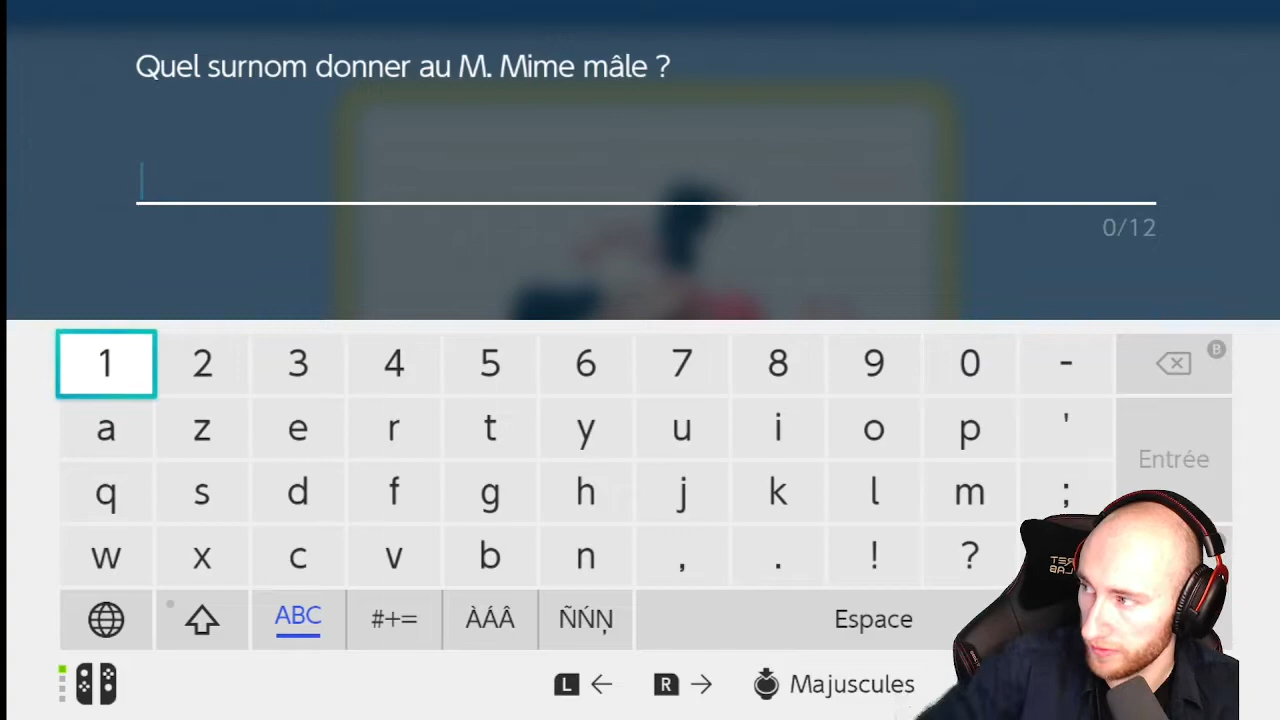 Quel surnom donner au M. Mime mâle ?
0/12
1 2 3 4 5 6 7 8 9 0 -
B
a z e r t y u i o p '
Entrée
q s d f g h j k l m ;
w x c v b n , . ! ?
ABC #+= ÀÁÂ ÑŃŅ Espace
L ← R → Majuscules